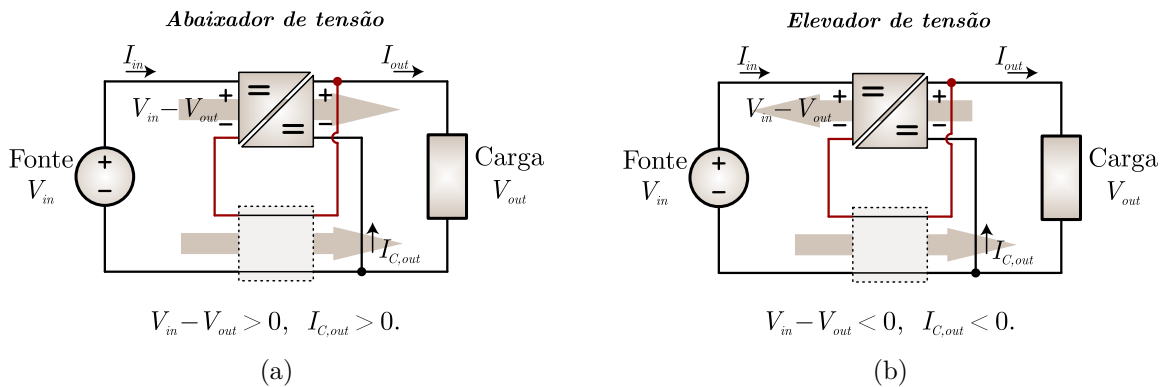 Abaixador de tensão
I_in
I_out
V_in − V_out
+
−
+
−
Fonte
V_in
+
−
Carga
V_out
I_C,out
V_in − V_out > 0, I_C,out > 0.
(a)
Elevador de tensão
I_in
I_out
V_in − V_out
+
−
+
−
Fonte
V_in
+
−
Carga
V_out
I_C,out
V_in − V_out < 0, I_C,out < 0.
(b)